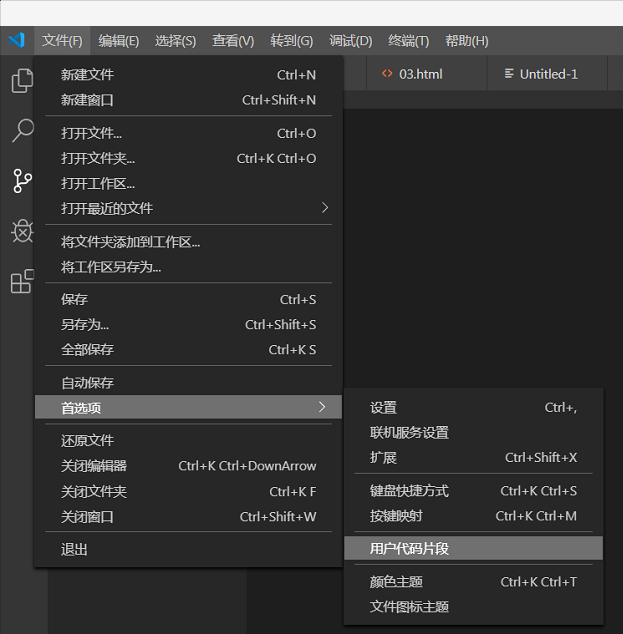 文件(F) 编辑(E) 选择(S) 查看(V) 转到(G) 调试(D) 终端(T) 帮助(H)
03.html Untitled-1
新建文件 Ctrl+N
新建窗口 Ctrl+Shift+N
打开文件... Ctrl+O
打开文件夹... Ctrl+K Ctrl+O
打开工作区...
打开最近的文件
将文件夹添加到工作区...
将工作区另存为...
保存 Ctrl+S
另存为... Ctrl+Shift+S
全部保存 Ctrl+K S
自动保存
首选项
还原文件
关闭编辑器 Ctrl+K Ctrl+DownArrow
关闭文件夹 Ctrl+K F
关闭窗口 Ctrl+Shift+W
退出
设置 Ctrl+,
联机服务设置
扩展 Ctrl+Shift+X
键盘快捷方式 Ctrl+K Ctrl+S
按键映射 Ctrl+K Ctrl+M
用户代码片段
颜色主题 Ctrl+K Ctrl+T
文件图标主题